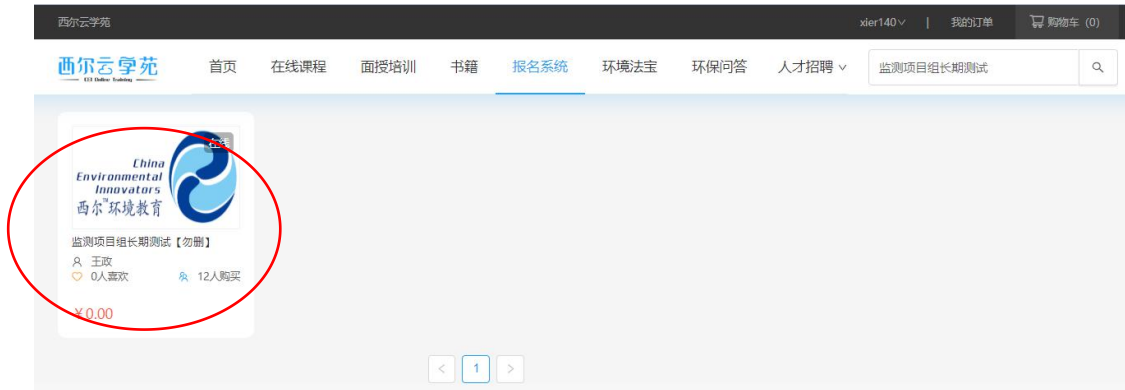 西尔云学苑
xier140 | 我的订单 购物车 (0)
西尔云学苑
CEI Online Training
首页 在线课程 面授培训 书籍 报名系统 环境法宝 环保问答 人才招聘
监测项目组长期测试
在线
China
Environmental
Innovators
西尔™环境教育
监测项目组长期测试【勿删】
王政
0人喜欢 12人购买
¥0.00
< 1 >